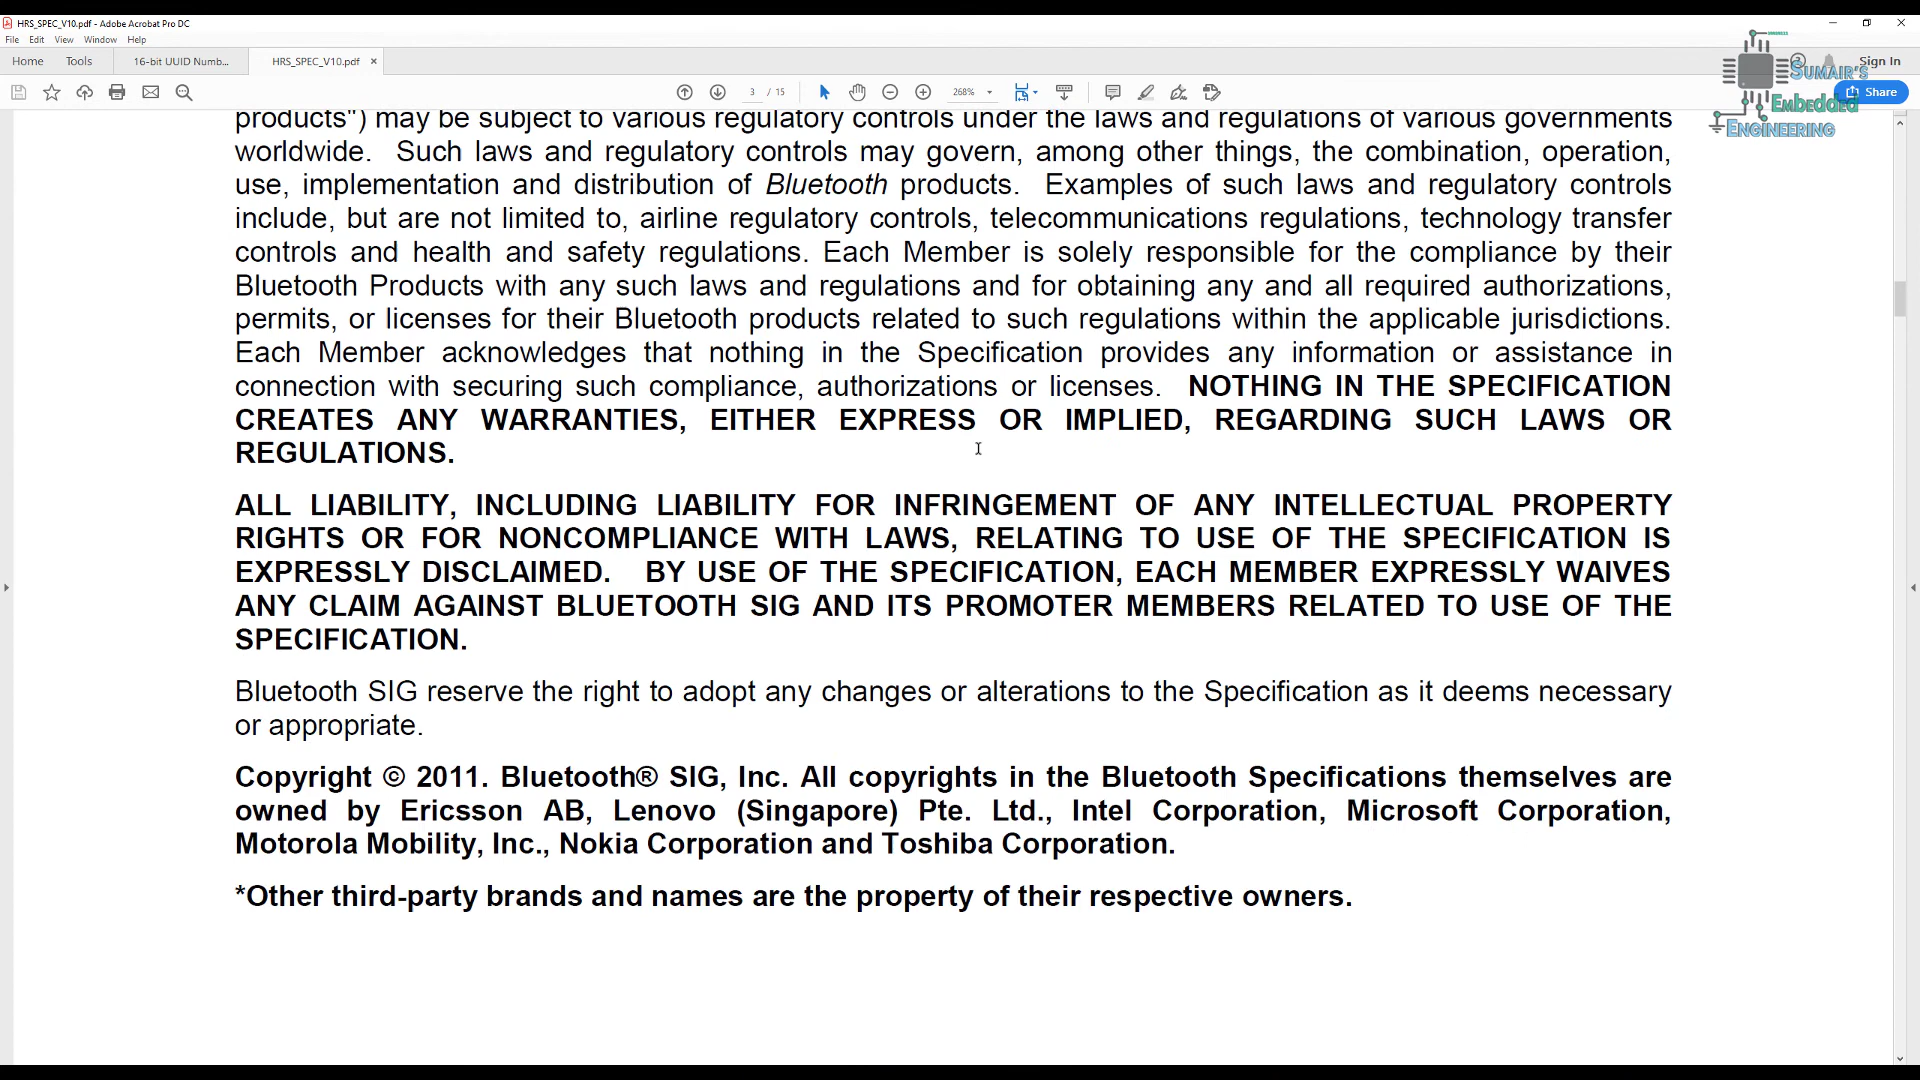 HRS_SPEC_V10.pdf - Adobe Acrobat Pro DC
File Edit View Window Help
Home Tools 16-bit UUID Numb... HRS_SPEC_V10.pdf × Sign In
3 / 15 268% Share
SUMAIR'S
Embedded
Engineering
products") may be subject to various regulatory controls under the laws and regulations of various governments
worldwide. Such laws and regulatory controls may govern, among other things, the combination, operation,
use, implementation and distribution of Bluetooth products. Examples of such laws and regulatory controls
include, but are not limited to, airline regulatory controls, telecommunications regulations, technology transfer
controls and health and safety regulations. Each Member is solely responsible for the compliance by their
Bluetooth Products with any such laws and regulations and for obtaining any and all required authorizations,
permits, or licenses for their Bluetooth products related to such regulations within the applicable jurisdictions.
Each Member acknowledges that nothing in the Specification provides any information or assistance in
connection with securing such compliance, authorizations or licenses. NOTHING IN THE SPECIFICATION
CREATES ANY WARRANTIES, EITHER EXPRESS OR IMPLIED, REGARDING SUCH LAWS OR
REGULATIONS.
ALL LIABILITY, INCLUDING LIABILITY FOR INFRINGEMENT OF ANY INTELLECTUAL PROPERTY
RIGHTS OR FOR NONCOMPLIANCE WITH LAWS, RELATING TO USE OF THE SPECIFICATION IS
EXPRESSLY DISCLAIMED. BY USE OF THE SPECIFICATION, EACH MEMBER EXPRESSLY WAIVES
ANY CLAIM AGAINST BLUETOOTH SIG AND ITS PROMOTER MEMBERS RELATED TO USE OF THE
SPECIFICATION.
Bluetooth SIG reserve the right to adopt any changes or alterations to the Specification as it deems necessary
or appropriate.
Copyright © 2011. Bluetooth® SIG, Inc. All copyrights in the Bluetooth Specifications themselves are
owned by Ericsson AB, Lenovo (Singapore) Pte. Ltd., Intel Corporation, Microsoft Corporation,
Motorola Mobility, Inc., Nokia Corporation and Toshiba Corporation.
*Other third-party brands and names are the property of their respective owners.